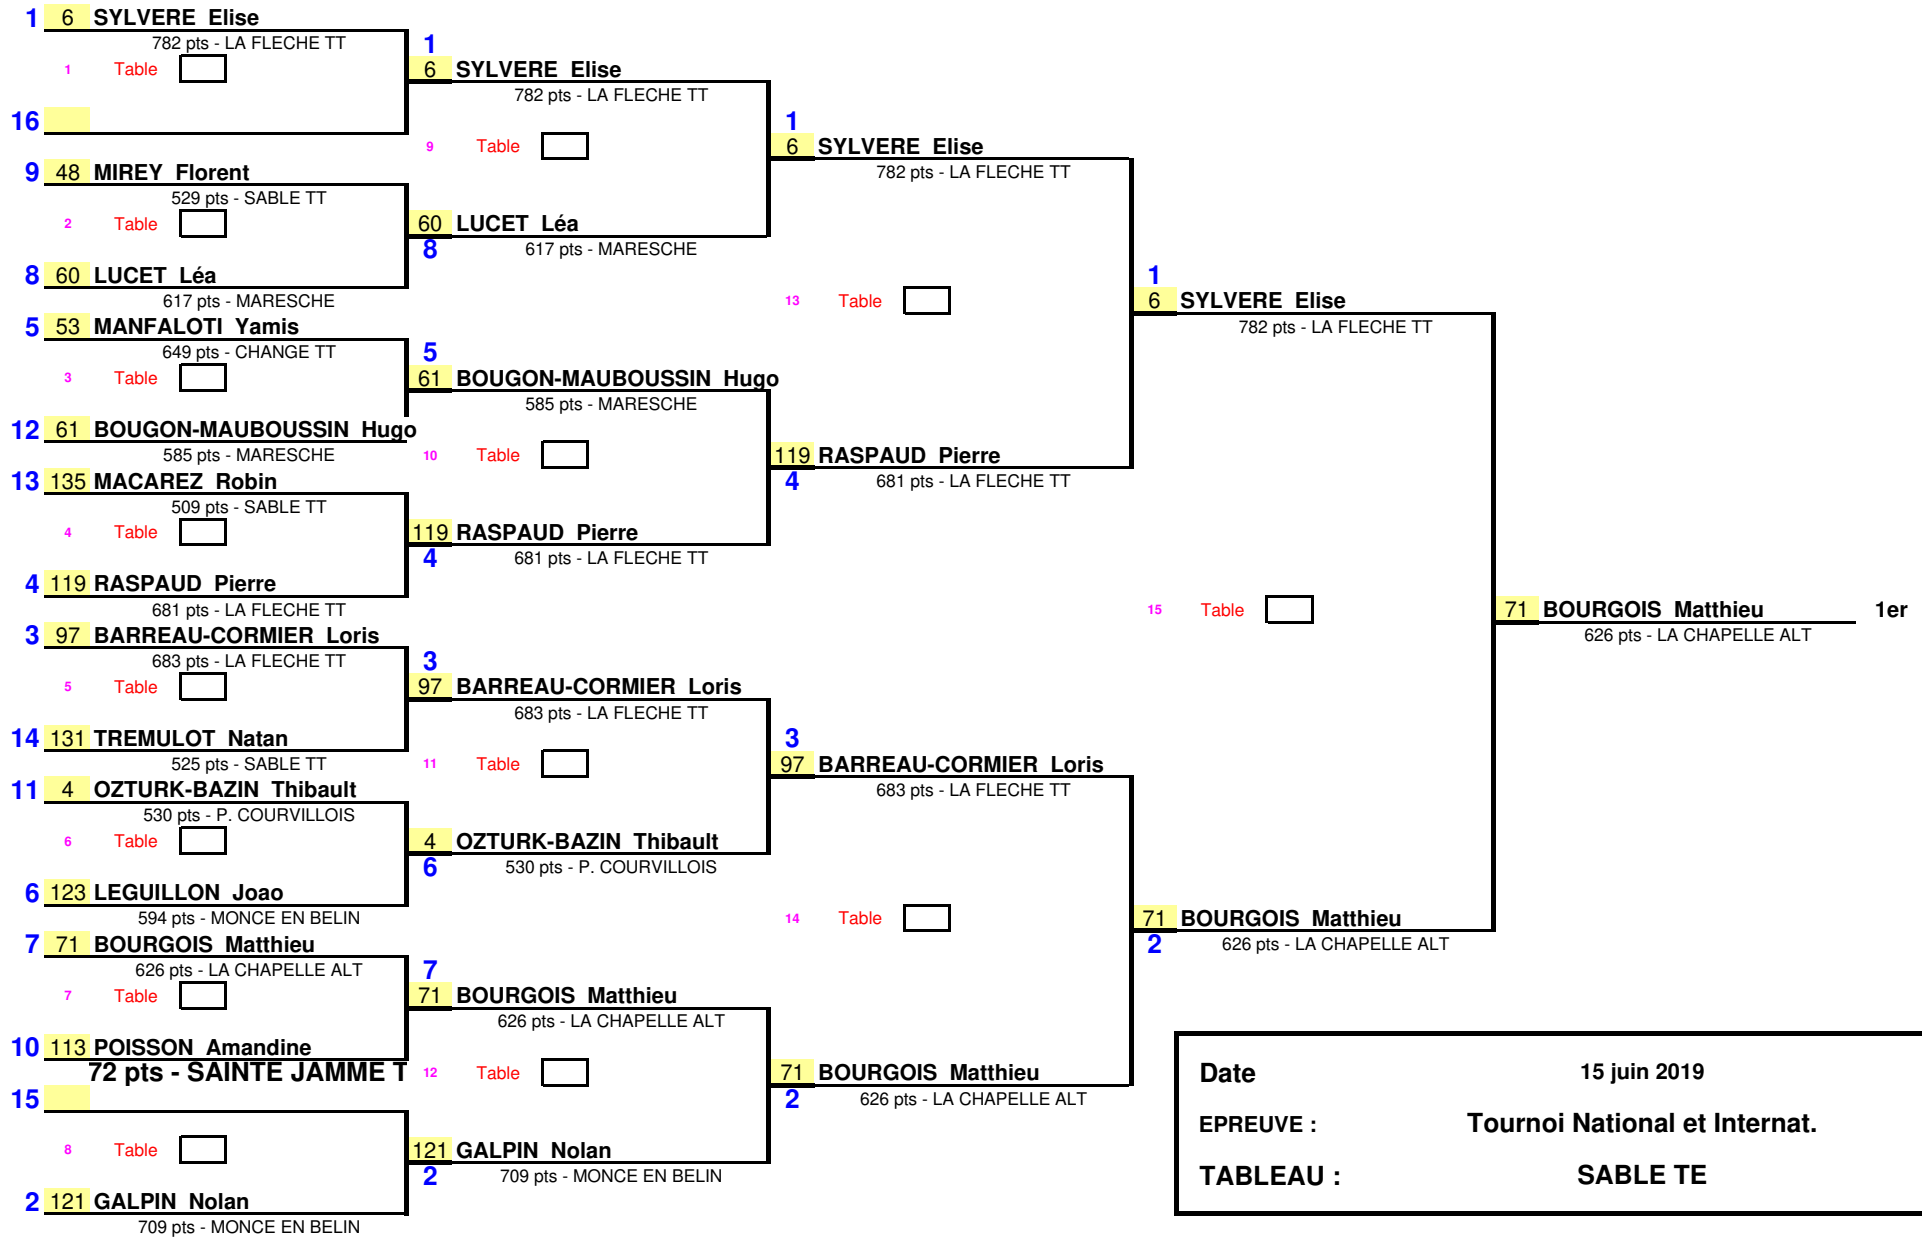 1 6 SYLVERE Elise
782 pts - LA FLECHE TT
1 Table
16
9 48 MIREY Florent
529 pts - SABLE TT
2 Table
8 60 LUCET Léa
617 pts - MARESCHE
5 53 MANFALOTI Yamis
649 pts - CHANGE TT
3 Table
12 61 BOUGON-MAUBOUSSIN Hugo
585 pts - MARESCHE
13 135 MACAREZ Robin
509 pts - SABLE TT
4 Table
4 119 RASPAUD Pierre
681 pts - LA FLECHE TT
3 97 BARREAU-CORMIER Loris
683 pts - LA FLECHE TT
5 Table
14 131 TREMULOT Natan
525 pts - SABLE TT
11 4 OZTURK-BAZIN Thibault
530 pts - P. COURVILLOIS
6 Table
6 123 LEGUILLON Joao
594 pts - MONCE EN BELIN
7 71 BOURGOIS Matthieu
626 pts - LA CHAPELLE ALT
7 Table
10 113 POISSON Amandine
72 pts - SAINTE JAMME T
15
8 Table
2 121 GALPIN Nolan
709 pts - MONCE EN BELIN
1
6 SYLVERE Elise
782 pts - LA FLECHE TT
9 Table
60 LUCET Léa
8
617 pts - MARESCHE
5
61 BOUGON-MAUBOUSSIN Hugo
585 pts - MARESCHE
10 Table
119 RASPAUD Pierre
4
681 pts - LA FLECHE TT
3
97 BARREAU-CORMIER Loris
683 pts - LA FLECHE TT
11 Table
4 OZTURK-BAZIN Thibault
6
530 pts - P. COURVILLOIS
7
71 BOURGOIS Matthieu
626 pts - LA CHAPELLE ALT
12 Table
121 GALPIN Nolan
2
709 pts - MONCE EN BELIN
1
6 SYLVERE Elise
782 pts - LA FLECHE TT
13 Table
119 RASPAUD Pierre
4
681 pts - LA FLECHE TT
3
97 BARREAU-CORMIER Loris
683 pts - LA FLECHE TT
14 Table
71 BOURGOIS Matthieu
2
626 pts - LA CHAPELLE ALT
1
6 SYLVERE Elise
782 pts - LA FLECHE TT
15 Table
71 BOURGOIS Matthieu
2
626 pts - LA CHAPELLE ALT
71 BOURGOIS Matthieu 1er
626 pts - LA CHAPELLE ALT
Date 15 juin 2019
EPREUVE : Tournoi National et Internat.
TABLEAU : SABLE TE